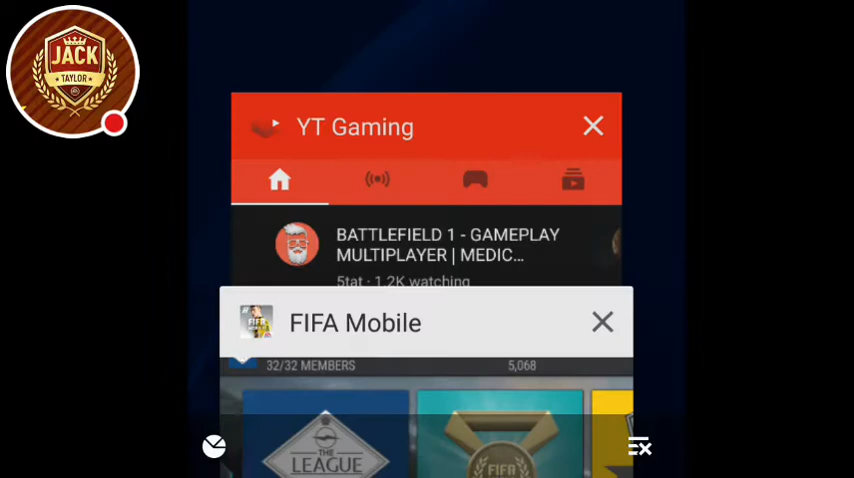 JACK
TAYLOR
EA
YT Gaming
BATTLEFIELD 1 - GAMEPLAY
MULTIPLAYER | MEDIC...
5tat · 1.2K watching
FIFA Mobile
32/32 MEMBERS
5,068
THE
LEAGUE
FIFA